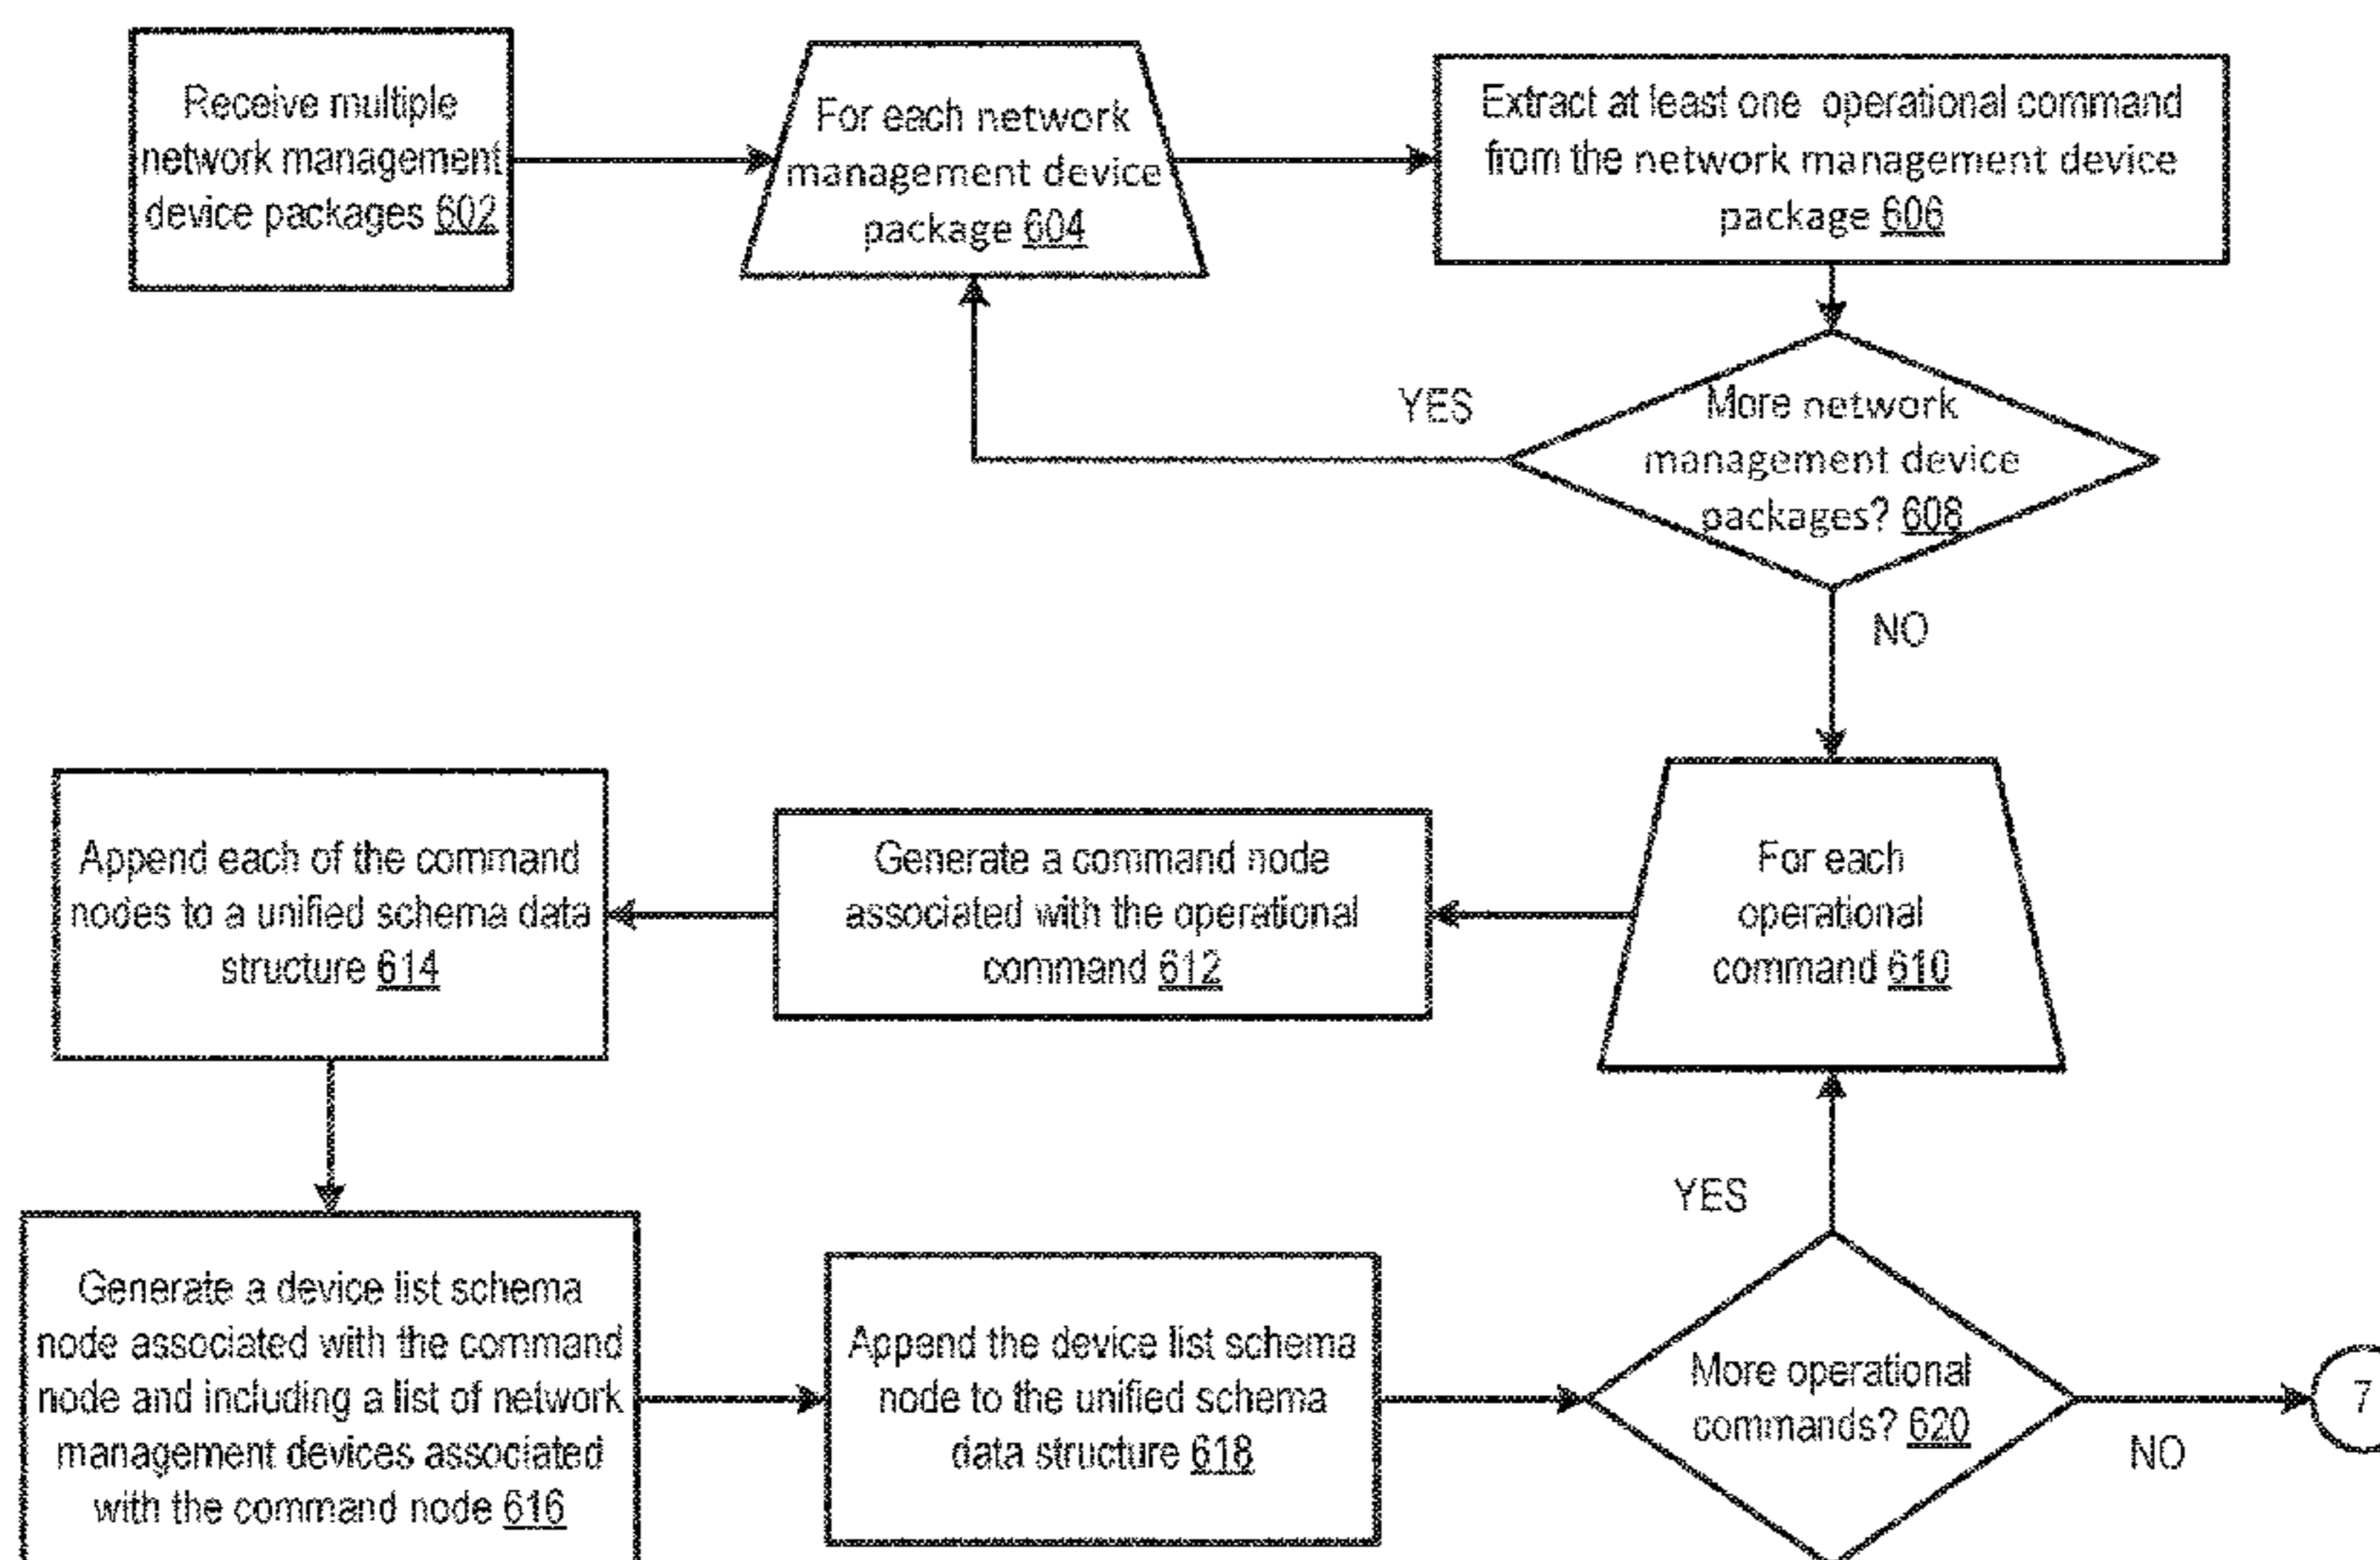 Receive multiple
network management
device packages 602
For each network
management device
package 604
Extract at least one operational command
from the network management device
package 606
More network
management device
packages? 608
YES
NO
For each
operational
command 610
Generate a command node
associated with the operational
command 612
Append each of the command
nodes to a unified schema data
structure 614
Generate a device list schema
node associated with the command
node and including a list of network
management devices associated
with the command node 616
Append the device list schema
node to the unified schema
data structure 618
More operational
commands? 620
YES
NO
7